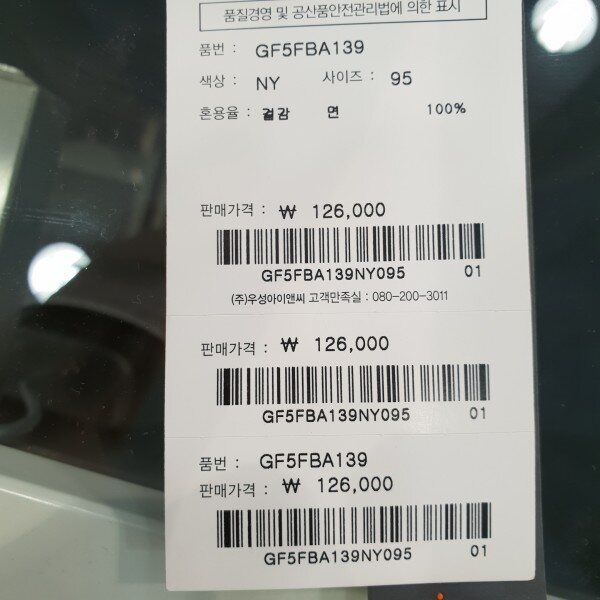 품질경영 및 공산품안전관리법에 의한 표시
품번 : GF5FBA139
색상 : NY 사이즈 : 95
혼용율 : 겉감 면 100%
판매가격 : ₩ 126,000
GF5FBA139NY095 01
(주)우성아이앤씨 고객만족실 : 080-200-3011
판매가격 : ₩ 126,000
GF5FBA139NY095 01
품번 : GF5FBA139
판매가격 : ₩ 126,000
GF5FBA139NY095 01